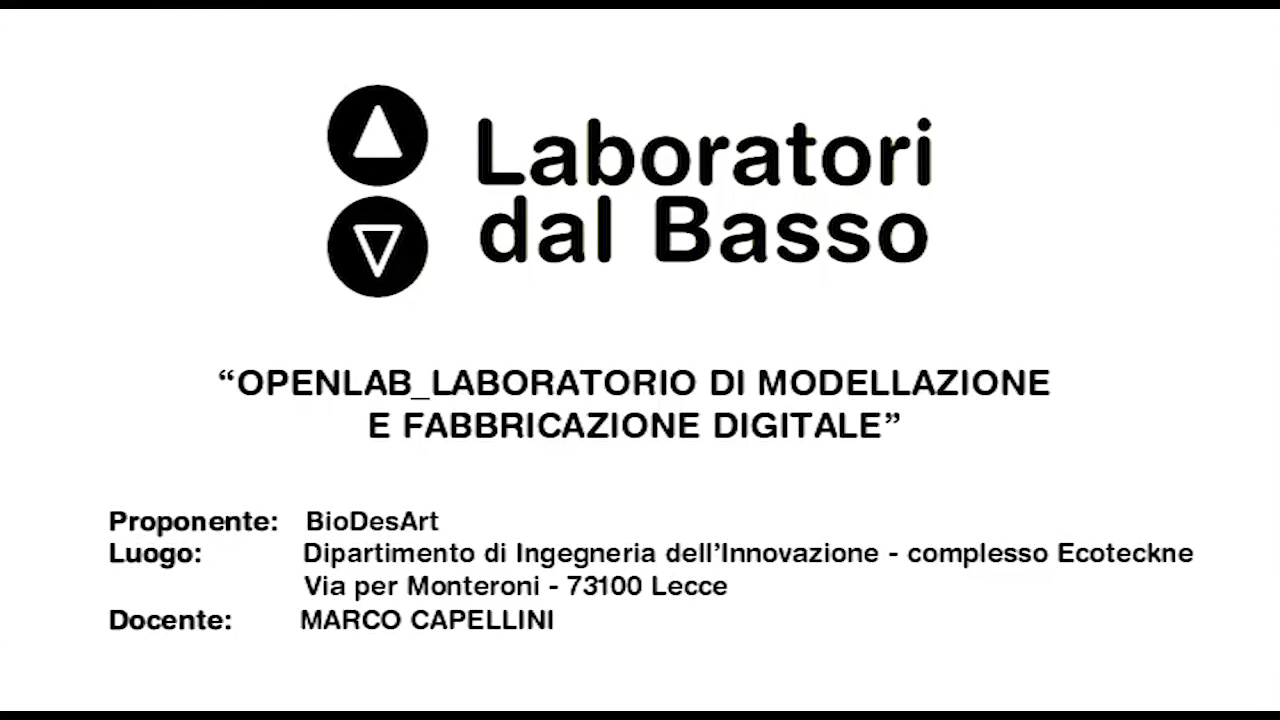 Laboratori
dal Basso
“OPENLAB_LABORATORIO DI MODELLAZIONE
E FABBRICAZIONE DIGITALE”
Proponente: BioDesArt
Luogo: Dipartimento di Ingegneria dell’Innovazione - complesso Ecoteckne
Via per Monteroni - 73100 Lecce
Docente: MARCO CAPELLINI